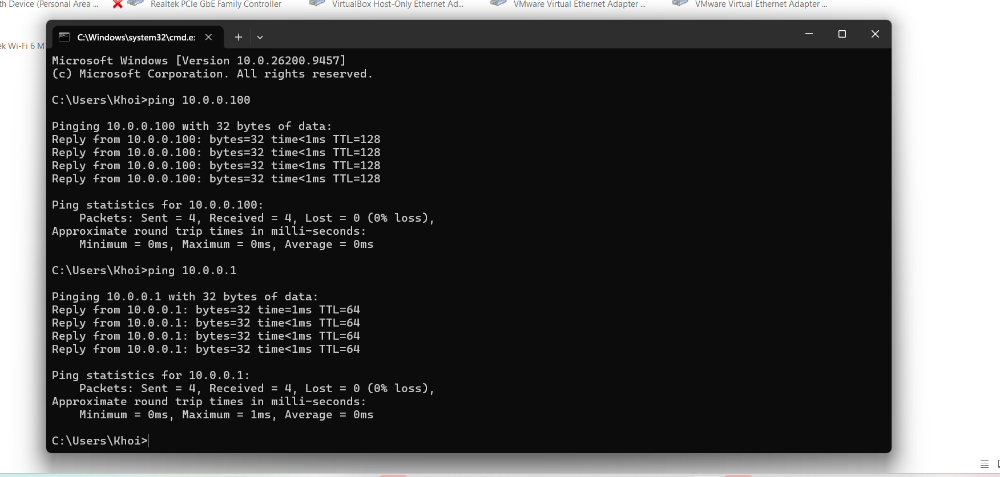 th Device (Personal Area ...
Realtek PCIe GbE Family Controller
VirtualBox Host-Only Ethernet Ad...
VMware Virtual Ethernet Adapter ...
VMware Virtual Ethernet Adapter ...
ek Wi-Fi 6 M
C:\Windows\system32\cmd.e
Microsoft Windows [Version 10.0.26200.9457]
(c) Microsoft Corporation. All rights reserved.
C:\Users\Khoi>ping 10.0.0.100
Pinging 10.0.0.100 with 32 bytes of data:
Reply from 10.0.0.100: bytes=32 time<1ms TTL=128
Reply from 10.0.0.100: bytes=32 time<1ms TTL=128
Reply from 10.0.0.100: bytes=32 time<1ms TTL=128
Reply from 10.0.0.100: bytes=32 time<1ms TTL=128
Ping statistics for 10.0.0.100:
    Packets: Sent = 4, Received = 4, Lost = 0 (0% loss),
Approximate round trip times in milli-seconds:
    Minimum = 0ms, Maximum = 0ms, Average = 0ms
C:\Users\Khoi>ping 10.0.0.1
Pinging 10.0.0.1 with 32 bytes of data:
Reply from 10.0.0.1: bytes=32 time=1ms TTL=64
Reply from 10.0.0.1: bytes=32 time<1ms TTL=64
Reply from 10.0.0.1: bytes=32 time<1ms TTL=64
Reply from 10.0.0.1: bytes=32 time<1ms TTL=64
Ping statistics for 10.0.0.1:
    Packets: Sent = 4, Received = 4, Lost = 0 (0% loss),
Approximate round trip times in milli-seconds:
    Minimum = 0ms, Maximum = 1ms, Average = 0ms
C:\Users\Khoi>